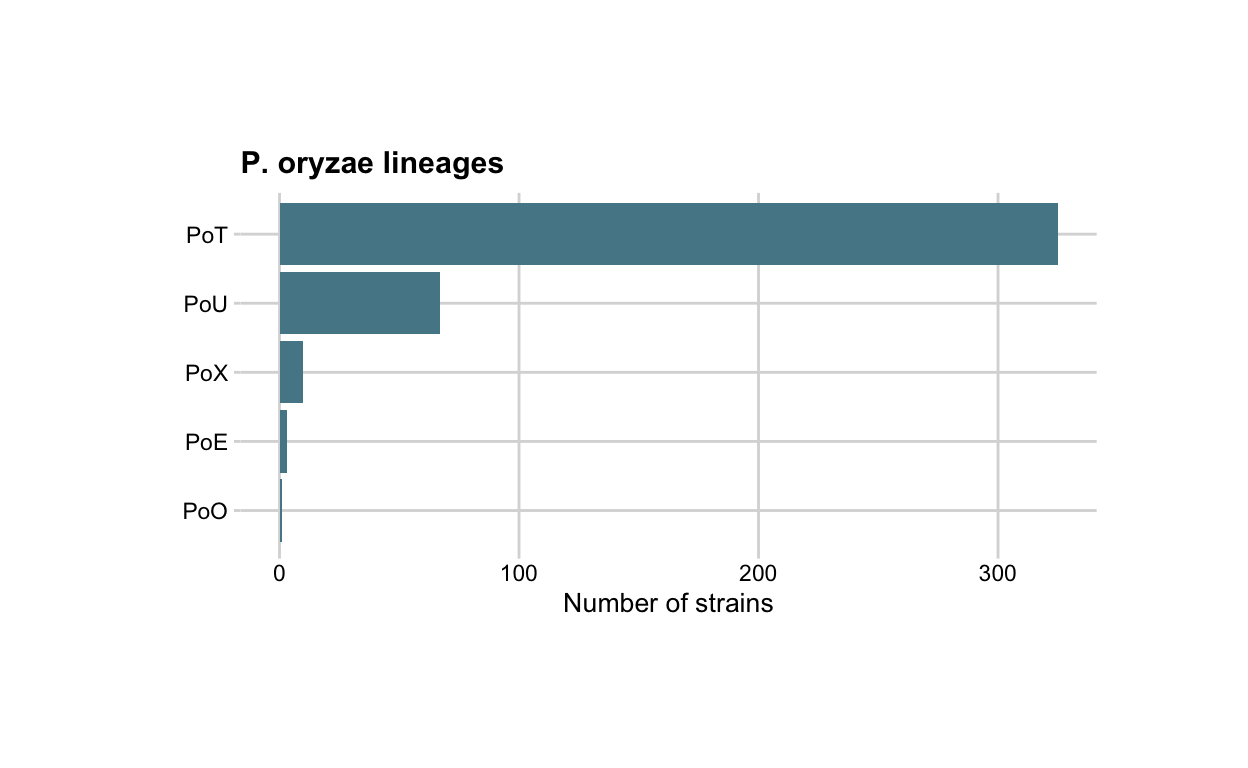 P. oryzae lineages
PoT
PoU
PoX
PoE
PoO
0 100 200 300
Number of strains